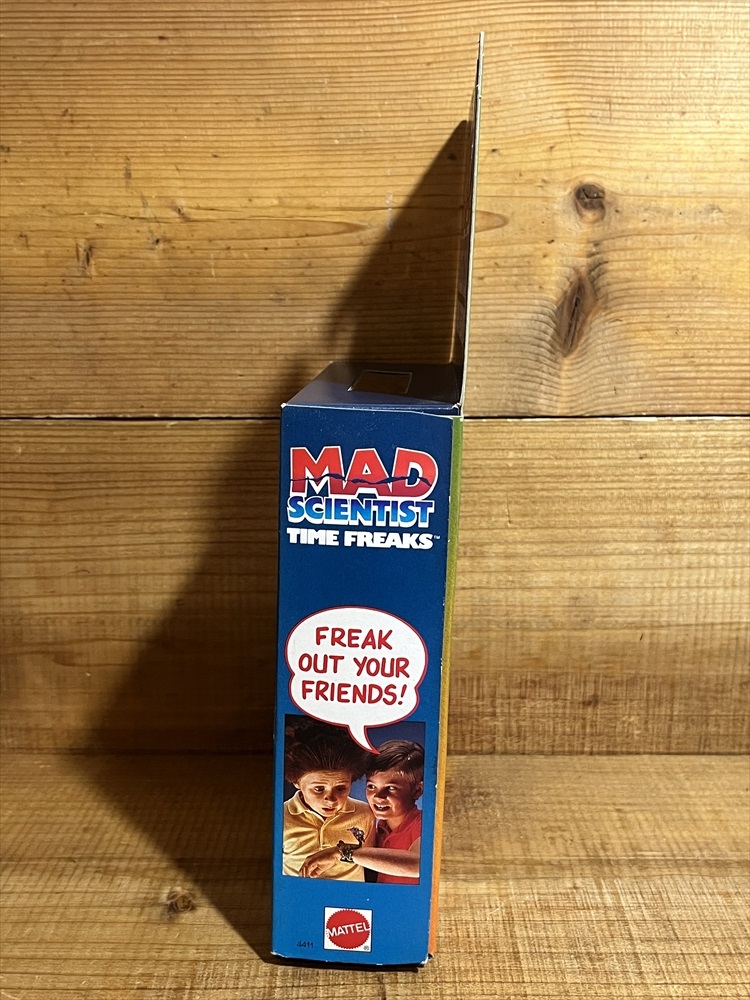 MAD
SCIENTIST
TIME FREAKS™
FREAK
OUT YOUR
FRIENDS!
MATTEL
®
4411